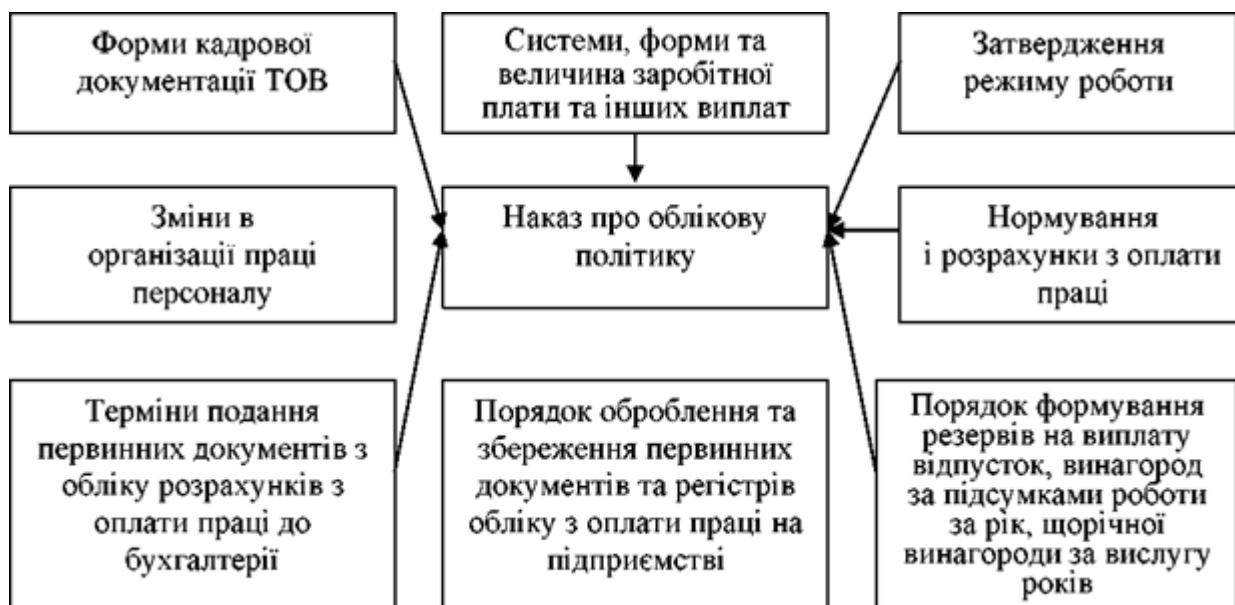 Форми кадрової
документації ТОВ
Системи, форми та
величина заробітної
плати та інших виплат
Затвердження
режиму роботи
Зміни в
організації праці
персоналу
Наказ про облікову
політику
Нормування
і розрахунки з оплати
праці
Терміни подання
первинних документів з
обліку розрахунків з
оплати праці до
бухгалтерії
Порядок оброблення та
збереження первинних
документів та регістрів
обліку з оплати праці на
підприємстві
Порядок формування
резервів на виплату
відпусток, винагород
за підсумками роботи
за рік, щорічної
винагороди за вислугу
років